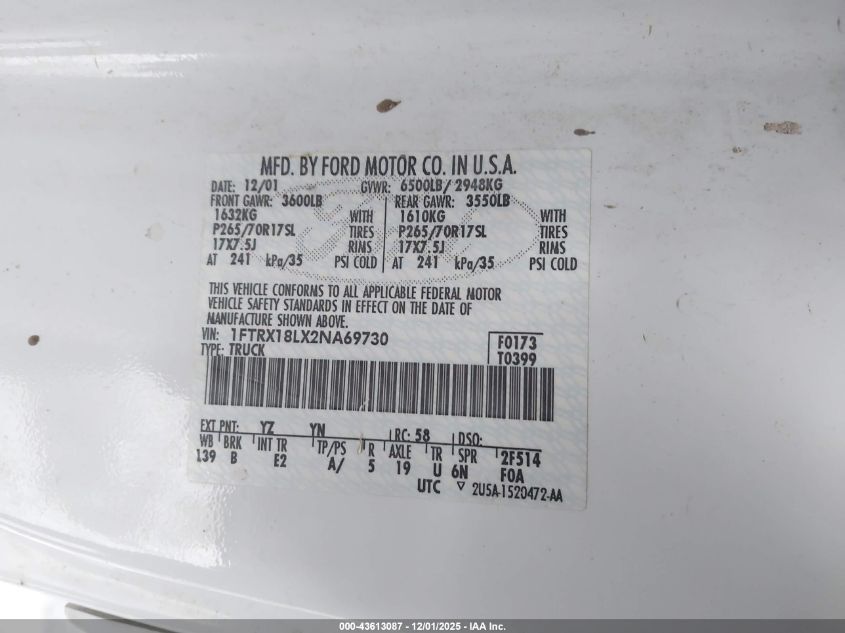 MFD. BY FORD MOTOR CO. IN U.S.A.
DATE: 12/01 GVWR: 6500LB/ 2948KG
FRONT GAWR: 3600LB REAR GAWR: 3550LB
1632KG WITH 1610KG WITH
P265/70R17SL TIRES P265/70R17SL TIRES
17X7.5J RIMS 17X7.5J RIMS
AT 241 kPa/35 PSI COLD AT 241 kPa/35 PSI COLD
THIS VEHICLE CONFORMS TO ALL APPLICABLE FEDERAL MOTOR
VEHICLE SAFETY STANDARDS IN EFFECT ON THE DATE OF
MANUFACTURE SHOWN ABOVE.
VIN: 1FTRX18LX2NA69730 F0173
TYPE: TRUCK T0399
EXT PNT: YZ YN RC: 58 DSO:
WB BRK INT TR TP/PS R AXLE TR SPR 2F514
139 B E2 A/ 5 19 U 6N FOA
UTC ▽ 2U5A-1520472-AA
000-43613087 - 12/01/2025 - IAA Inc.